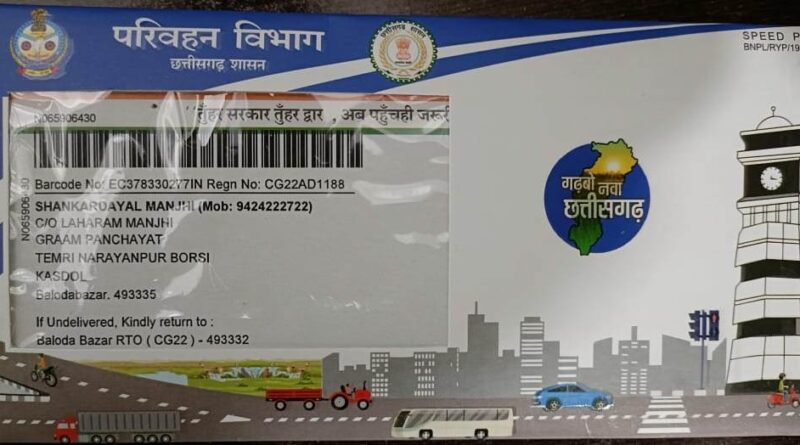 परिवहन विभाग
छत्तीसगढ़ शासन
SPEED P
BNPL/RYP/19
N065906430
"तुँहर सरकार तुँहर द्वार , अब पहुँचही जरूरी
N065906430
Barcode No: EC378330277IN Regn No: CG22AD1188
SHANKARDAYAL MANJHI (Mob: 9424222722)
C/O LAHARAM MANJHI
GRAAM PANCHAYAT
TEMRI NARAYANPUR BORSI
KASDOL
Balodabazar. 493335
If Undelivered, Kindly return to :
Baloda Bazar RTO ( CG22 ) - 493332
गढ़बो नवा
छत्तीसगढ़